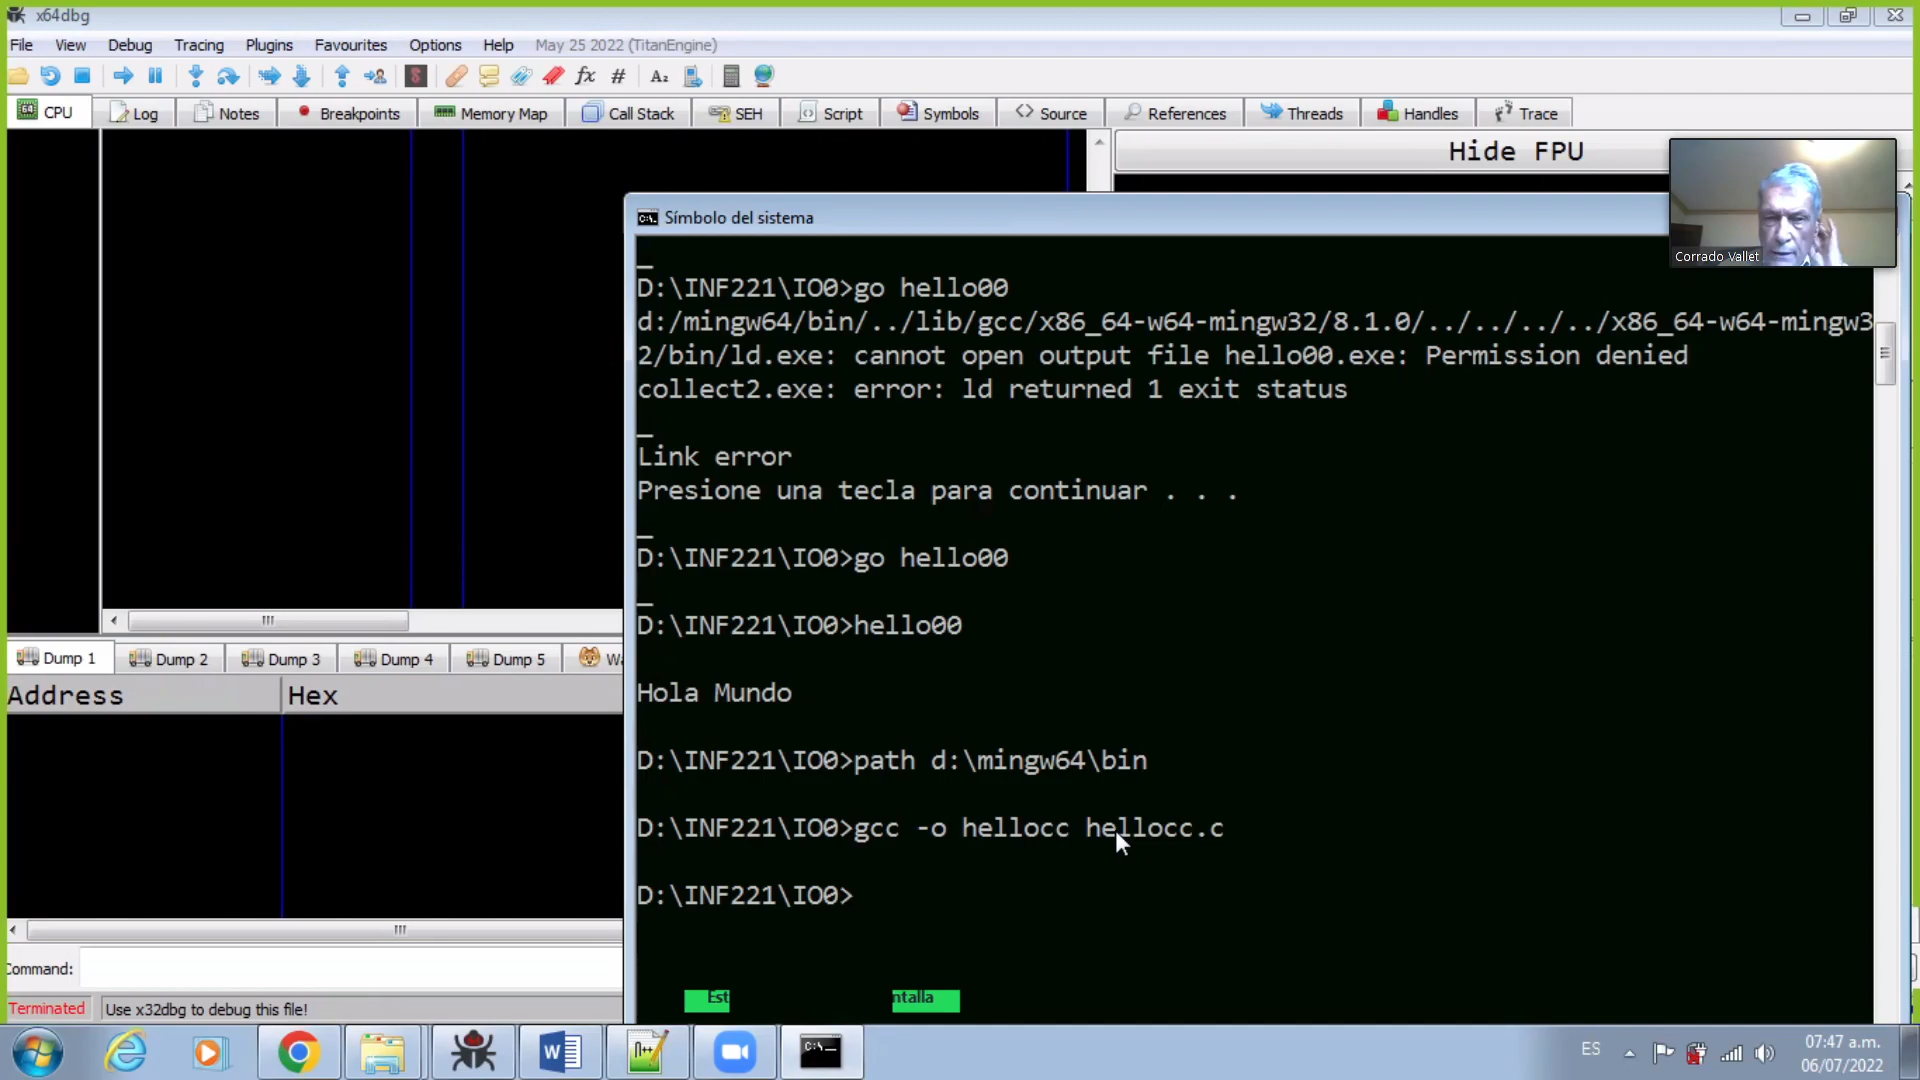 x64dbg
File View Debug Tracing Plugins Favourites Options Help May 25 2022 (TitanEngine)
CPU Log Notes Breakpoints Memory Map Call Stack SEH Script Symbols Source References Threads Handles Trace
Hide FPU
Corrado Vallet
Símbolo del sistema
D:\INF221\IO0>go hello00
d:/mingw64/bin/../lib/gcc/x86_64-w64-mingw32/8.1.0/../../../../x86_64-w64-mingw3
2/bin/ld.exe: cannot open output file hello00.exe: Permission denied
collect2.exe: error: ld returned 1 exit status
Link error
Presione una tecla para continuar . . .
D:\INF221\IO0>go hello00
D:\INF221\IO0>hello00
Hola Mundo
D:\INF221\IO0>path d:\mingw64\bin
D:\INF221\IO0>gcc -o hellocc hellocc.c
D:\INF221\IO0>
Dump 1 Dump 2 Dump 3 Dump 4 Dump 5 Wa
Address Hex
Command:
Terminated Use x32dbg to debug this file!
Est ntalla
ES
07:47 a.m.
06/07/2022